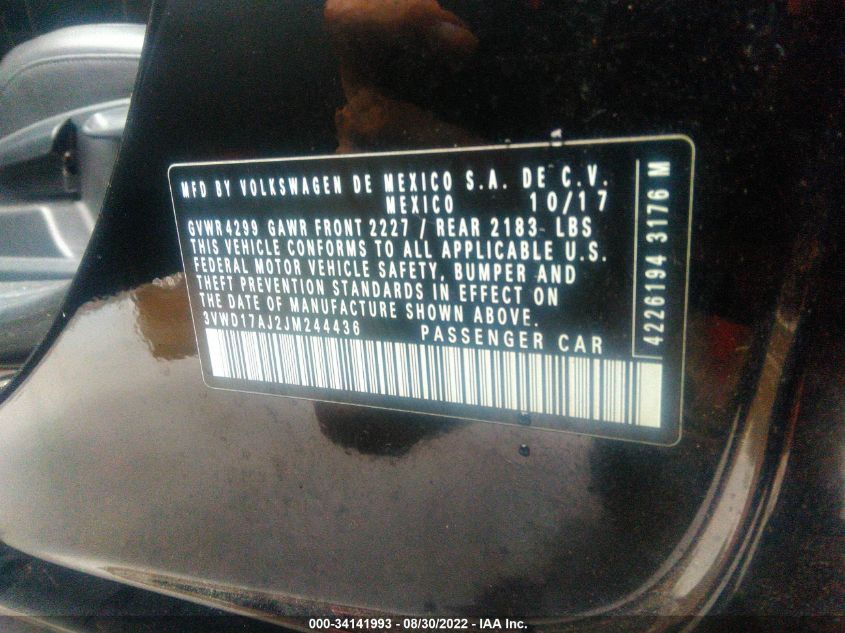 MFD BY VOLKSWAGEN DE MEXICO S.A. DE C.V.
MEXICO 10/17
GVWR 4299 GAWR FRONT 2227 / REAR 2183 LBS
THIS VEHICLE CONFORMS TO ALL APPLICABLE U.S.
FEDERAL MOTOR VEHICLE SAFETY, BUMPER AND
THEFT PREVENTION STANDARDS IN EFFECT ON
THE DATE OF MANUFACTURE SHOWN ABOVE.
3VWD17AJ2JM244436 PASSENGER CAR
4226194 3176 M
000-34141993 - 08/30/2022 - IAA Inc.